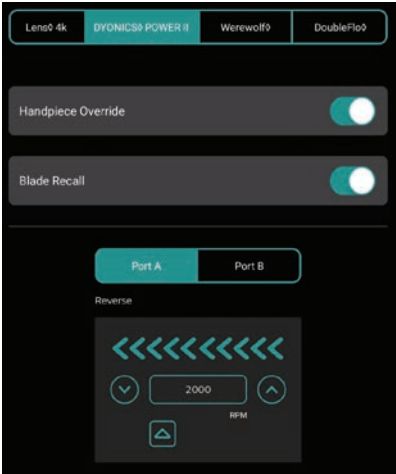 Lens◊ 4k DYONICS◊ POWER II Werewolf◊ DoubleFlo◊
Handpiece Override
Blade Recall
Port A Port B
Reverse
2000
RPM